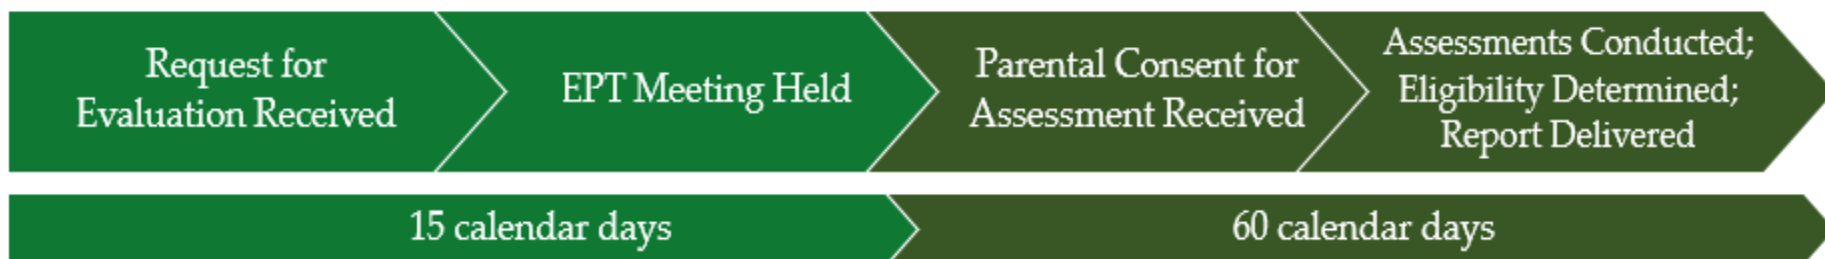 Request for
Evaluation Received
EPT Meeting Held
Parental Consent for
Assessment Received
Assessments Conducted;
Eligibility Determined;
Report Delivered
15 calendar days
60 calendar days